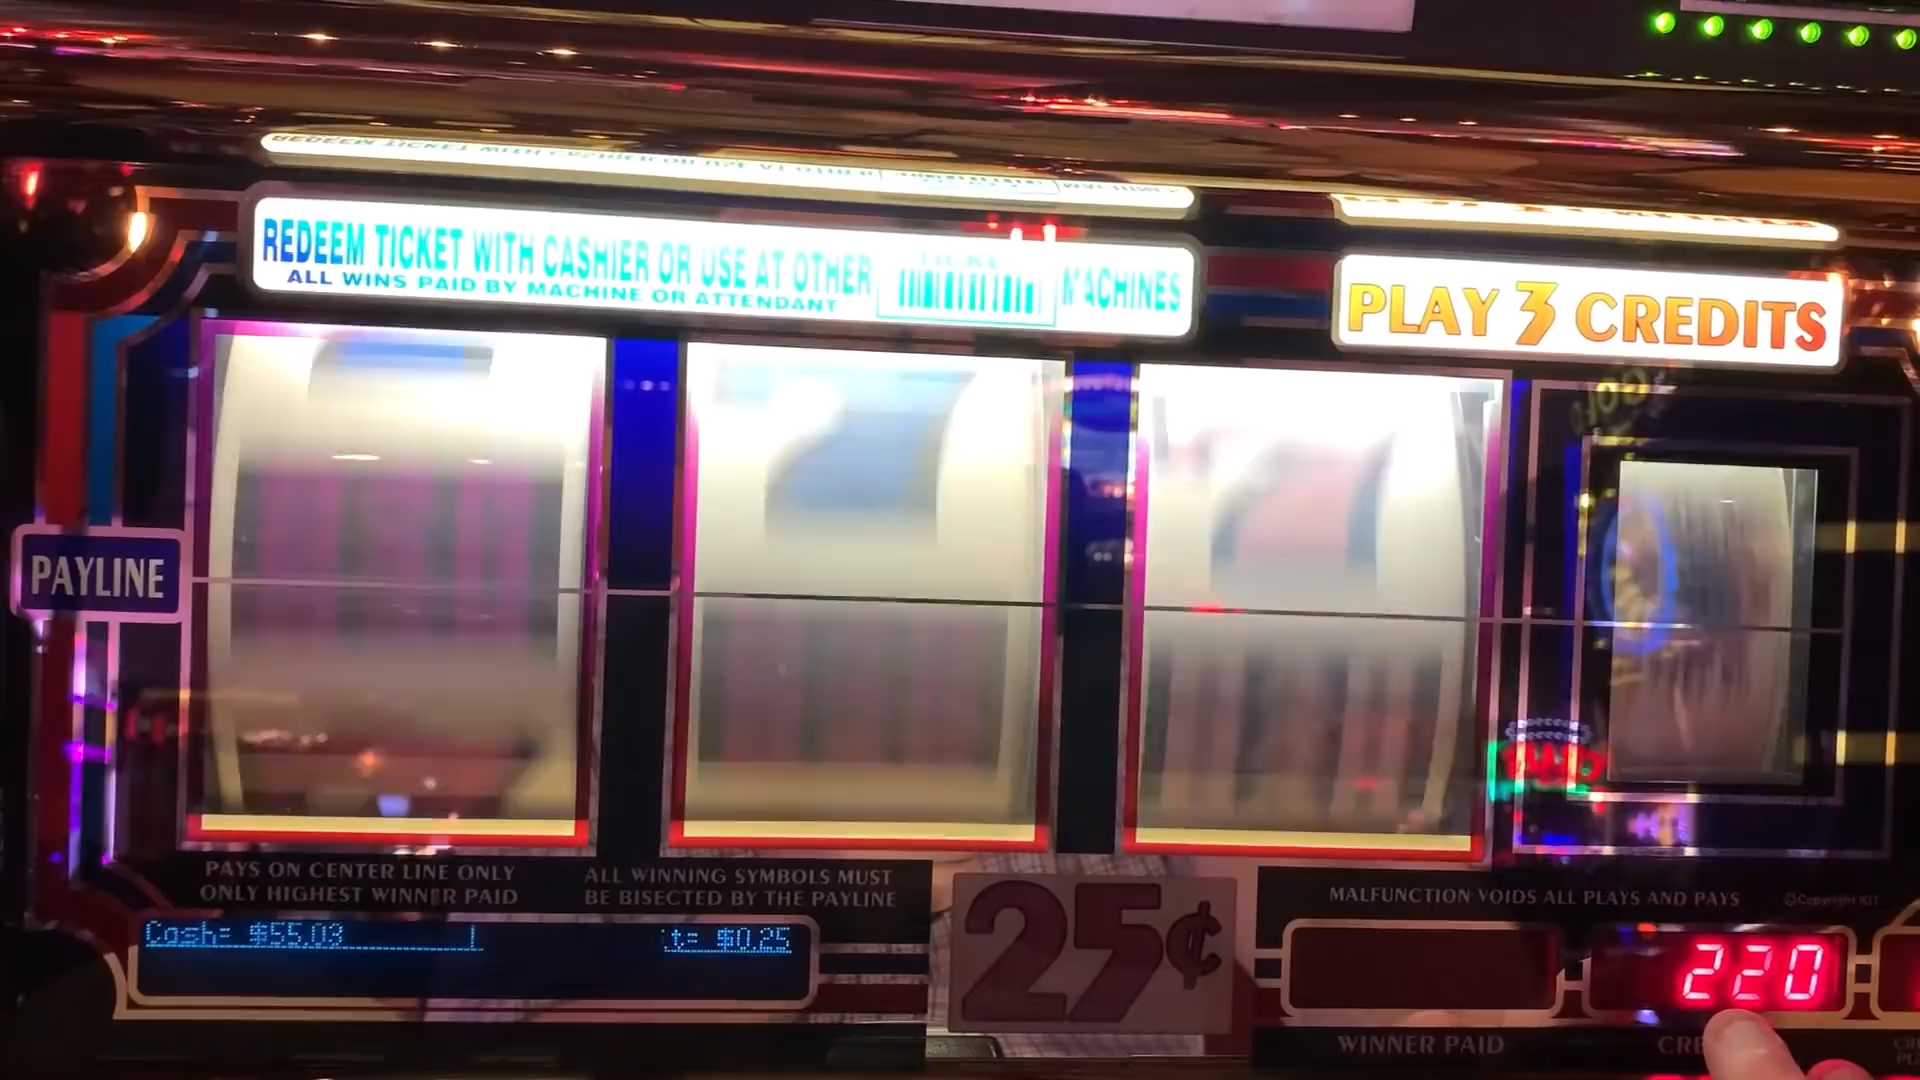 REDEEM TICKET WITH CASHIER OR USE AT OTHER MACHINES
ALL WINS PAID BY MACHINE OR ATTENDANT
PLAY 3 CREDITS
PAYLINE
PAYS ON CENTER LINE ONLY
ONLY HIGHEST WINNER PAID
ALL WINNING SYMBOLS MUST
BE BISECTED BY THE PAYLINE
MALFUNCTION VOIDS ALL PLAYS AND PAYS
©Copyright IGT
Cash= $55.03
t= $0.25
25¢
220
WINNER PAID